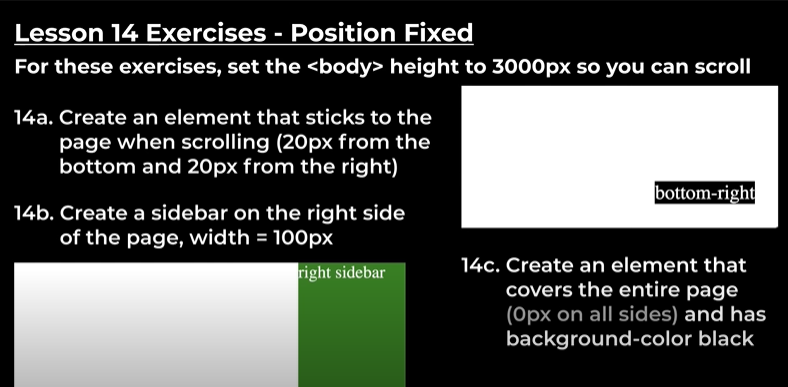 Lesson 14 Exercises - Position Fixed
For these exercises, set the <body> height to 3000px so you can scroll
14a. Create an element that sticks to the
page when scrolling (20px from the
bottom and 20px from the right)
bottom-right
14b. Create a sidebar on the right side
of the page, width = 100px
right sidebar
14c. Create an element that
covers the entire page
(0px on all sides) and has
background-color black